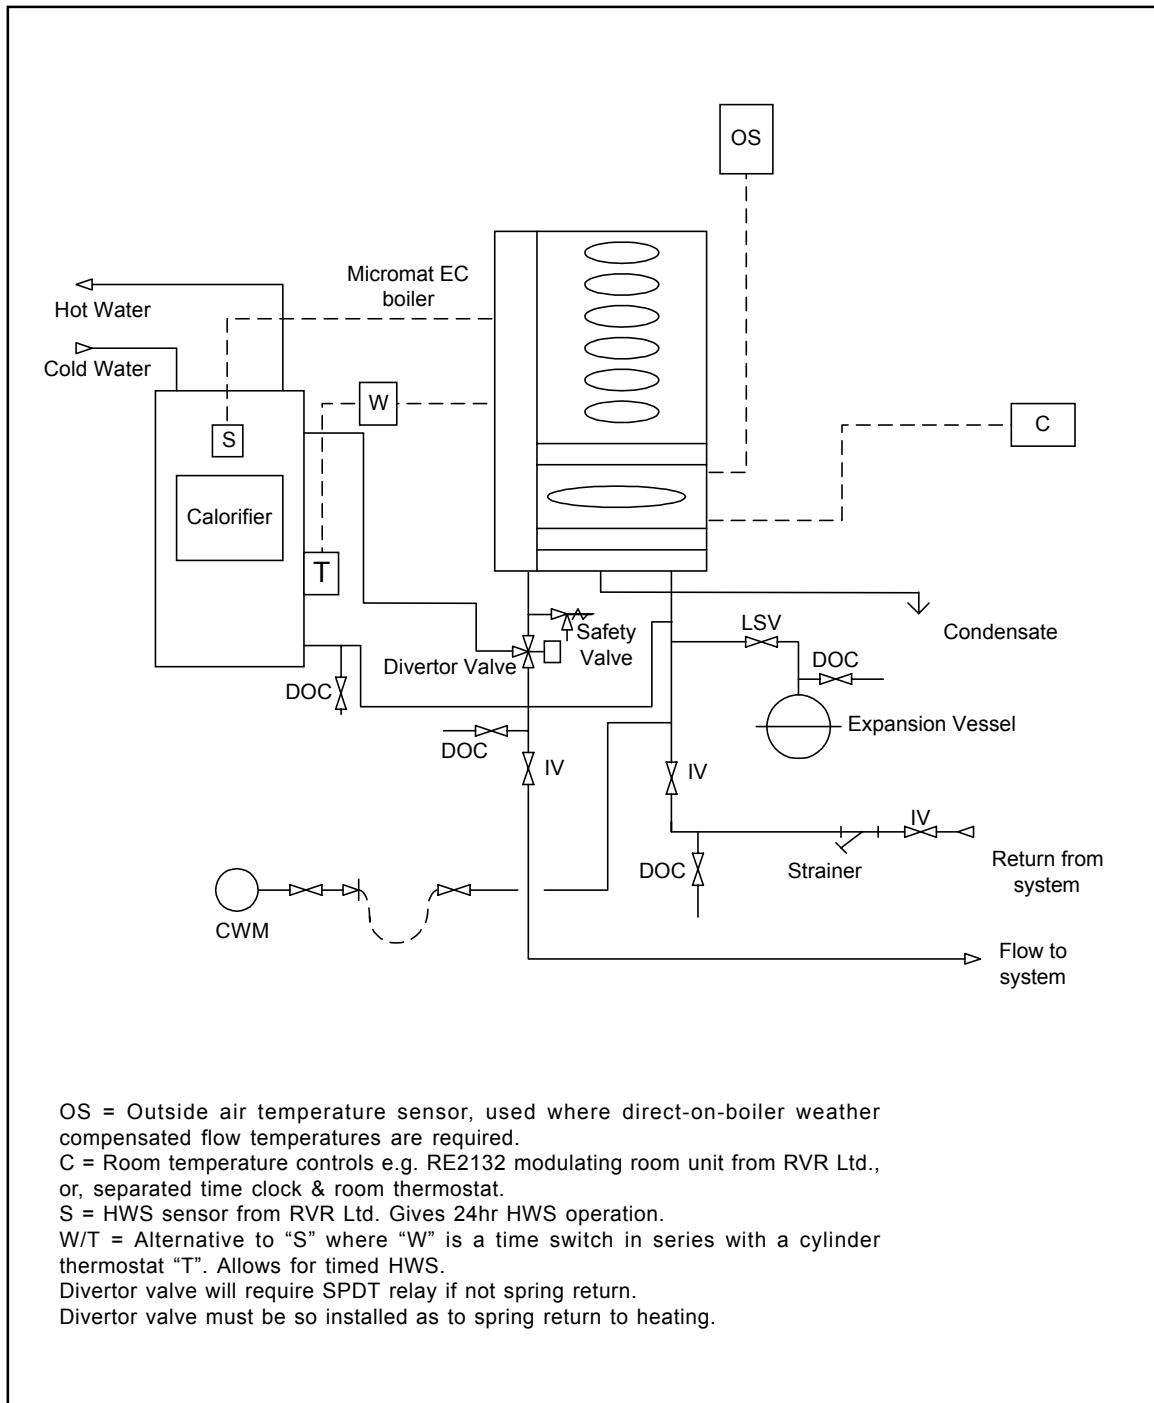 OS
Micromat EC
boiler
Hot Water
Cold Water
W
C
S
Calorifier
T
LSV
Safety
Valve
Condensate
DOC
Divertor Valve
DOC
Expansion Vessel
DOC
IV
IV
IV
DOC
Strainer
Return from
system
CWM
Flow to
system
OS = Outside air temperature sensor, used where direct-on-boiler weather
compensated flow temperatures are required.
C = Room temperature controls e.g. RE2132 modulating room unit from RVR Ltd.,
or, separated time clock & room thermostat.
S = HWS sensor from RVR Ltd. Gives 24hr HWS operation.
W/T = Alternative to “S” where “W” is a time switch in series with a cylinder
thermostat “T”. Allows for timed HWS.
Divertor valve will require SPDT relay if not spring return.
Divertor valve must be so installed as to spring return to heating.